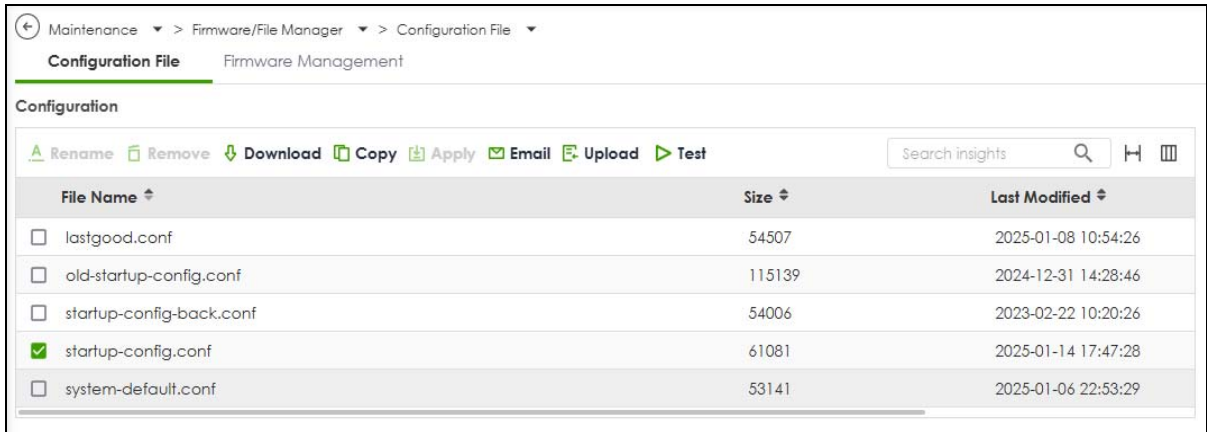 Maintenance > Firmware/File Manager > Configuration File
Configuration File Firmware Management
Configuration
Rename Remove Download Copy Apply Email Upload Test Search insights
File Name Size Last Modified
lastgood.conf 54507 2025-01-08 10:54:26
old-startup-config.conf 115139 2024-12-31 14:28:46
startup-config-back.conf 54006 2023-02-22 10:20:26
startup-config.conf 61081 2025-01-14 17:47:28
system-default.conf 53141 2025-01-06 22:53:29